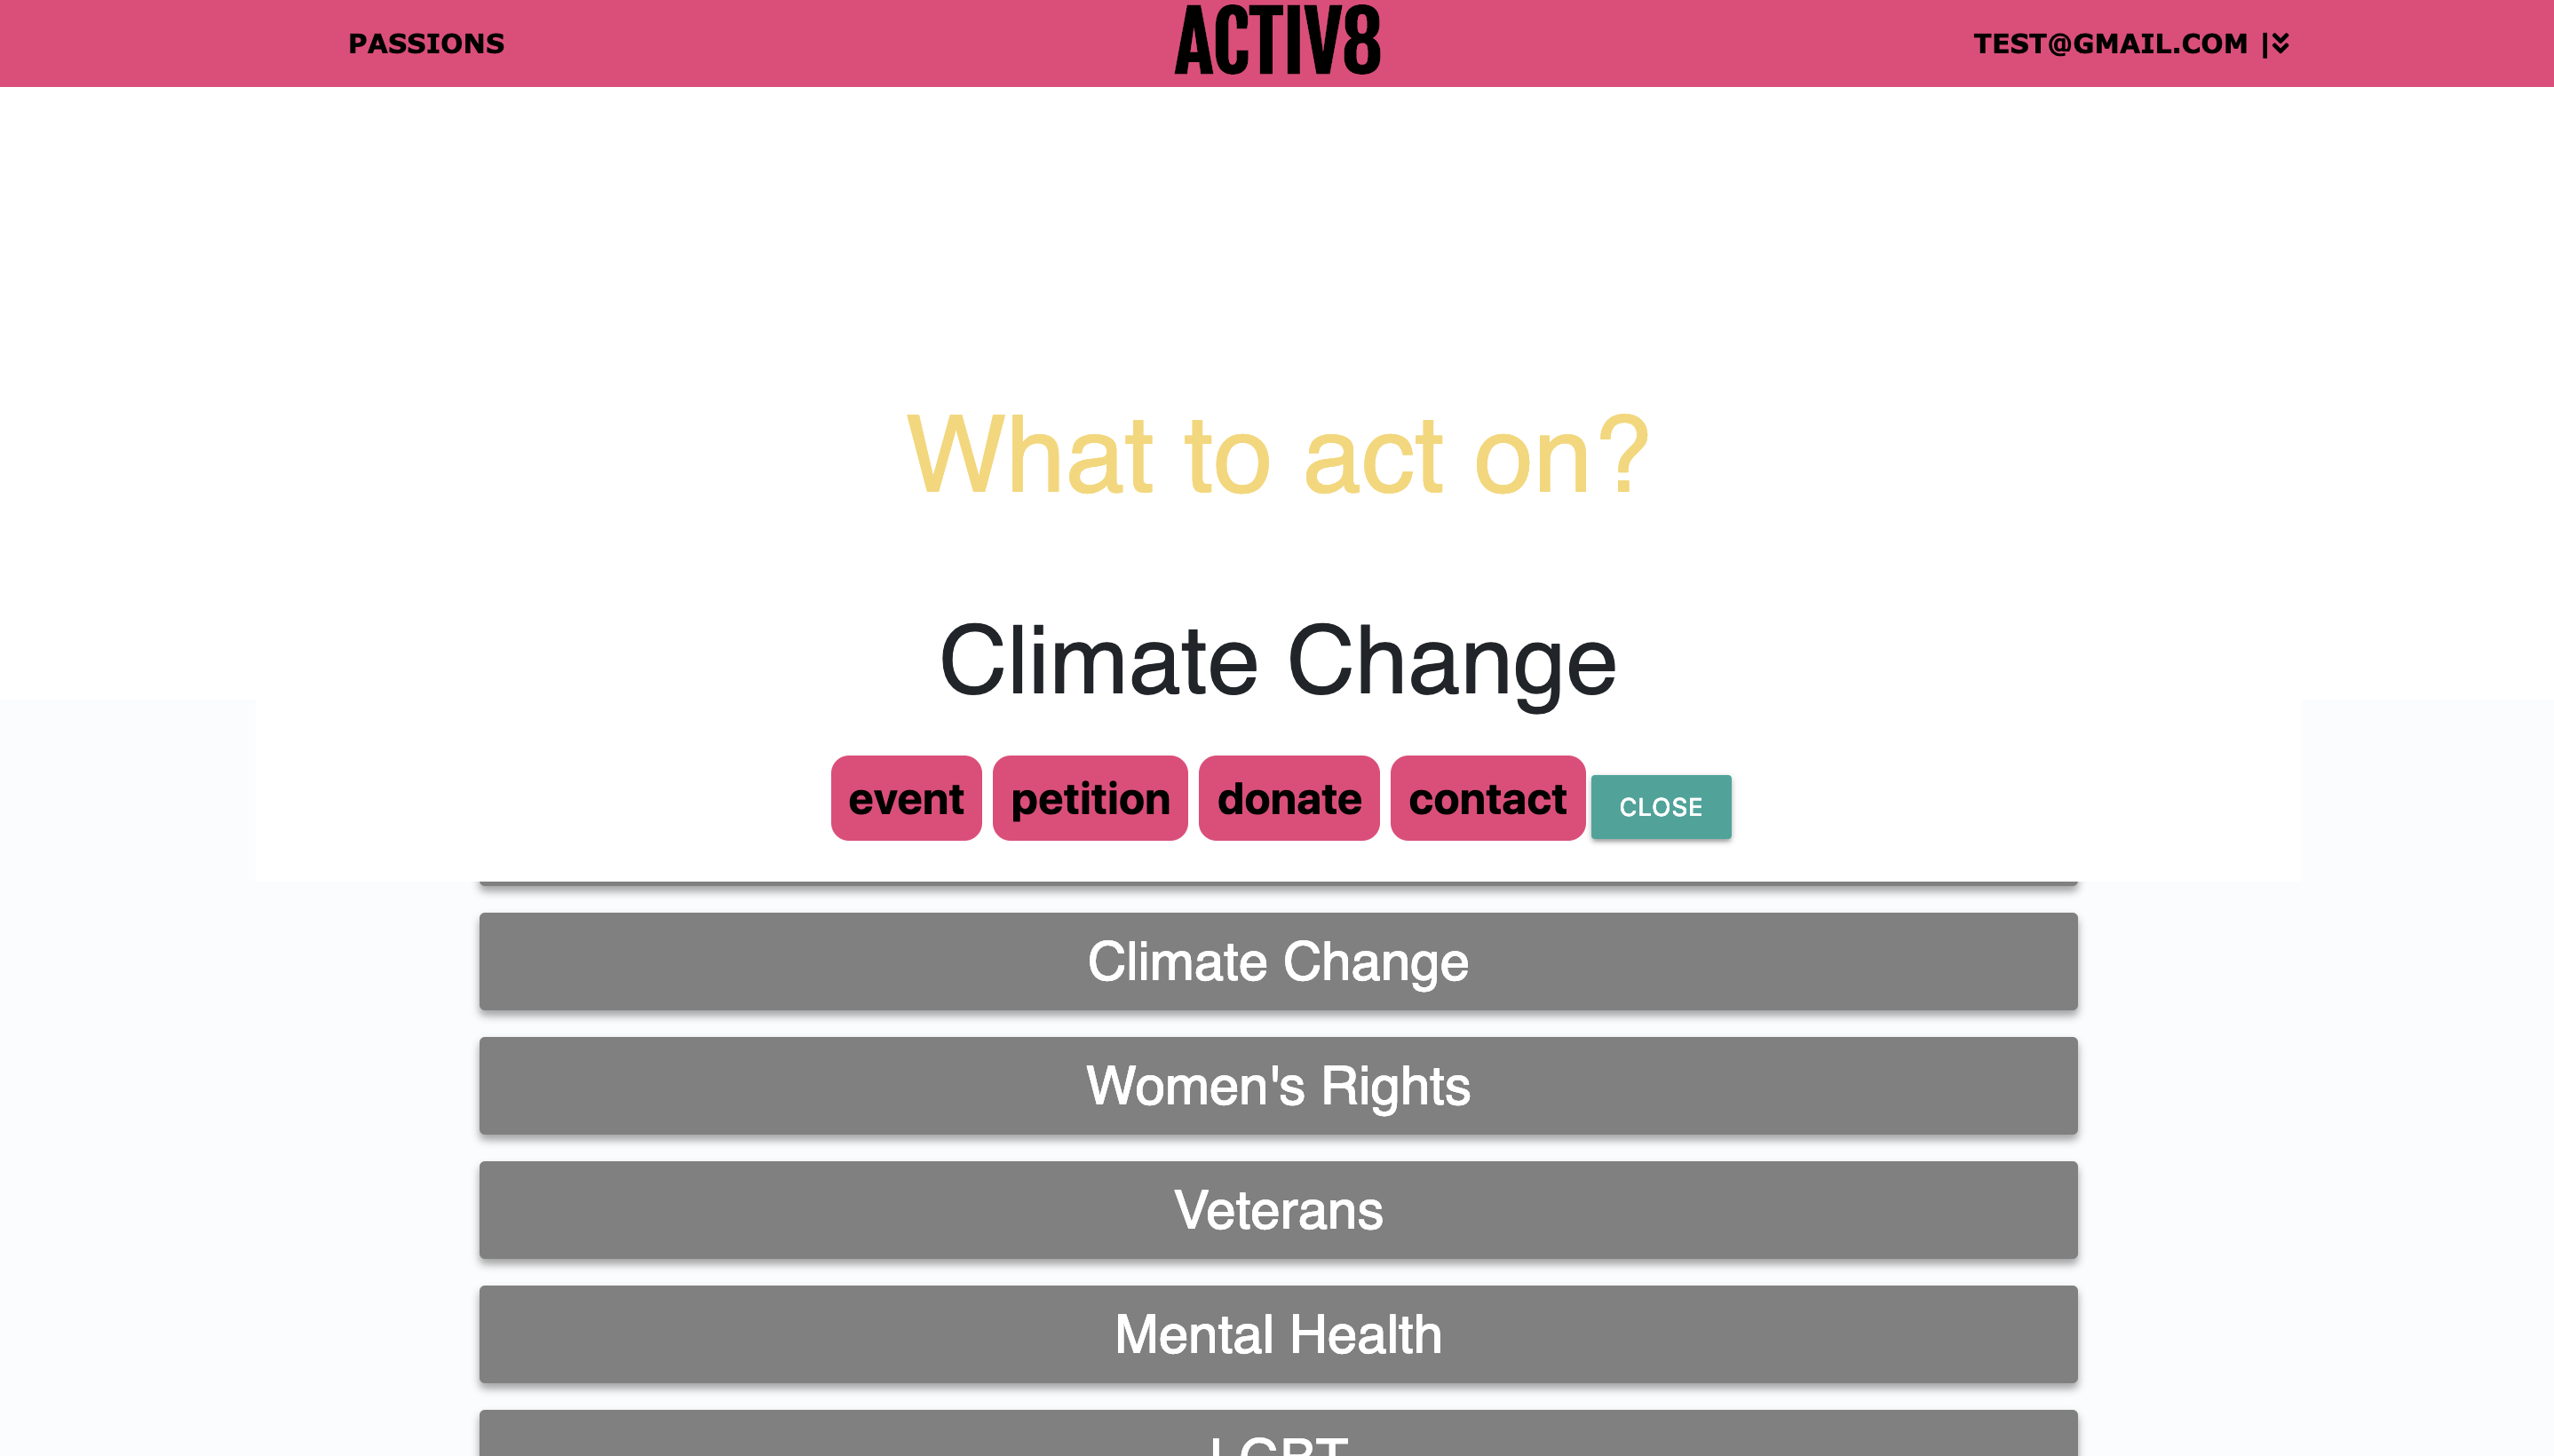 PASSIONS
ACTIV8
TEST@GMAIL.COM |
What to act on?
Climate Change
event petition donate contact CLOSE
Climate Change
Women's Rights
Veterans
Mental Health
LGBT